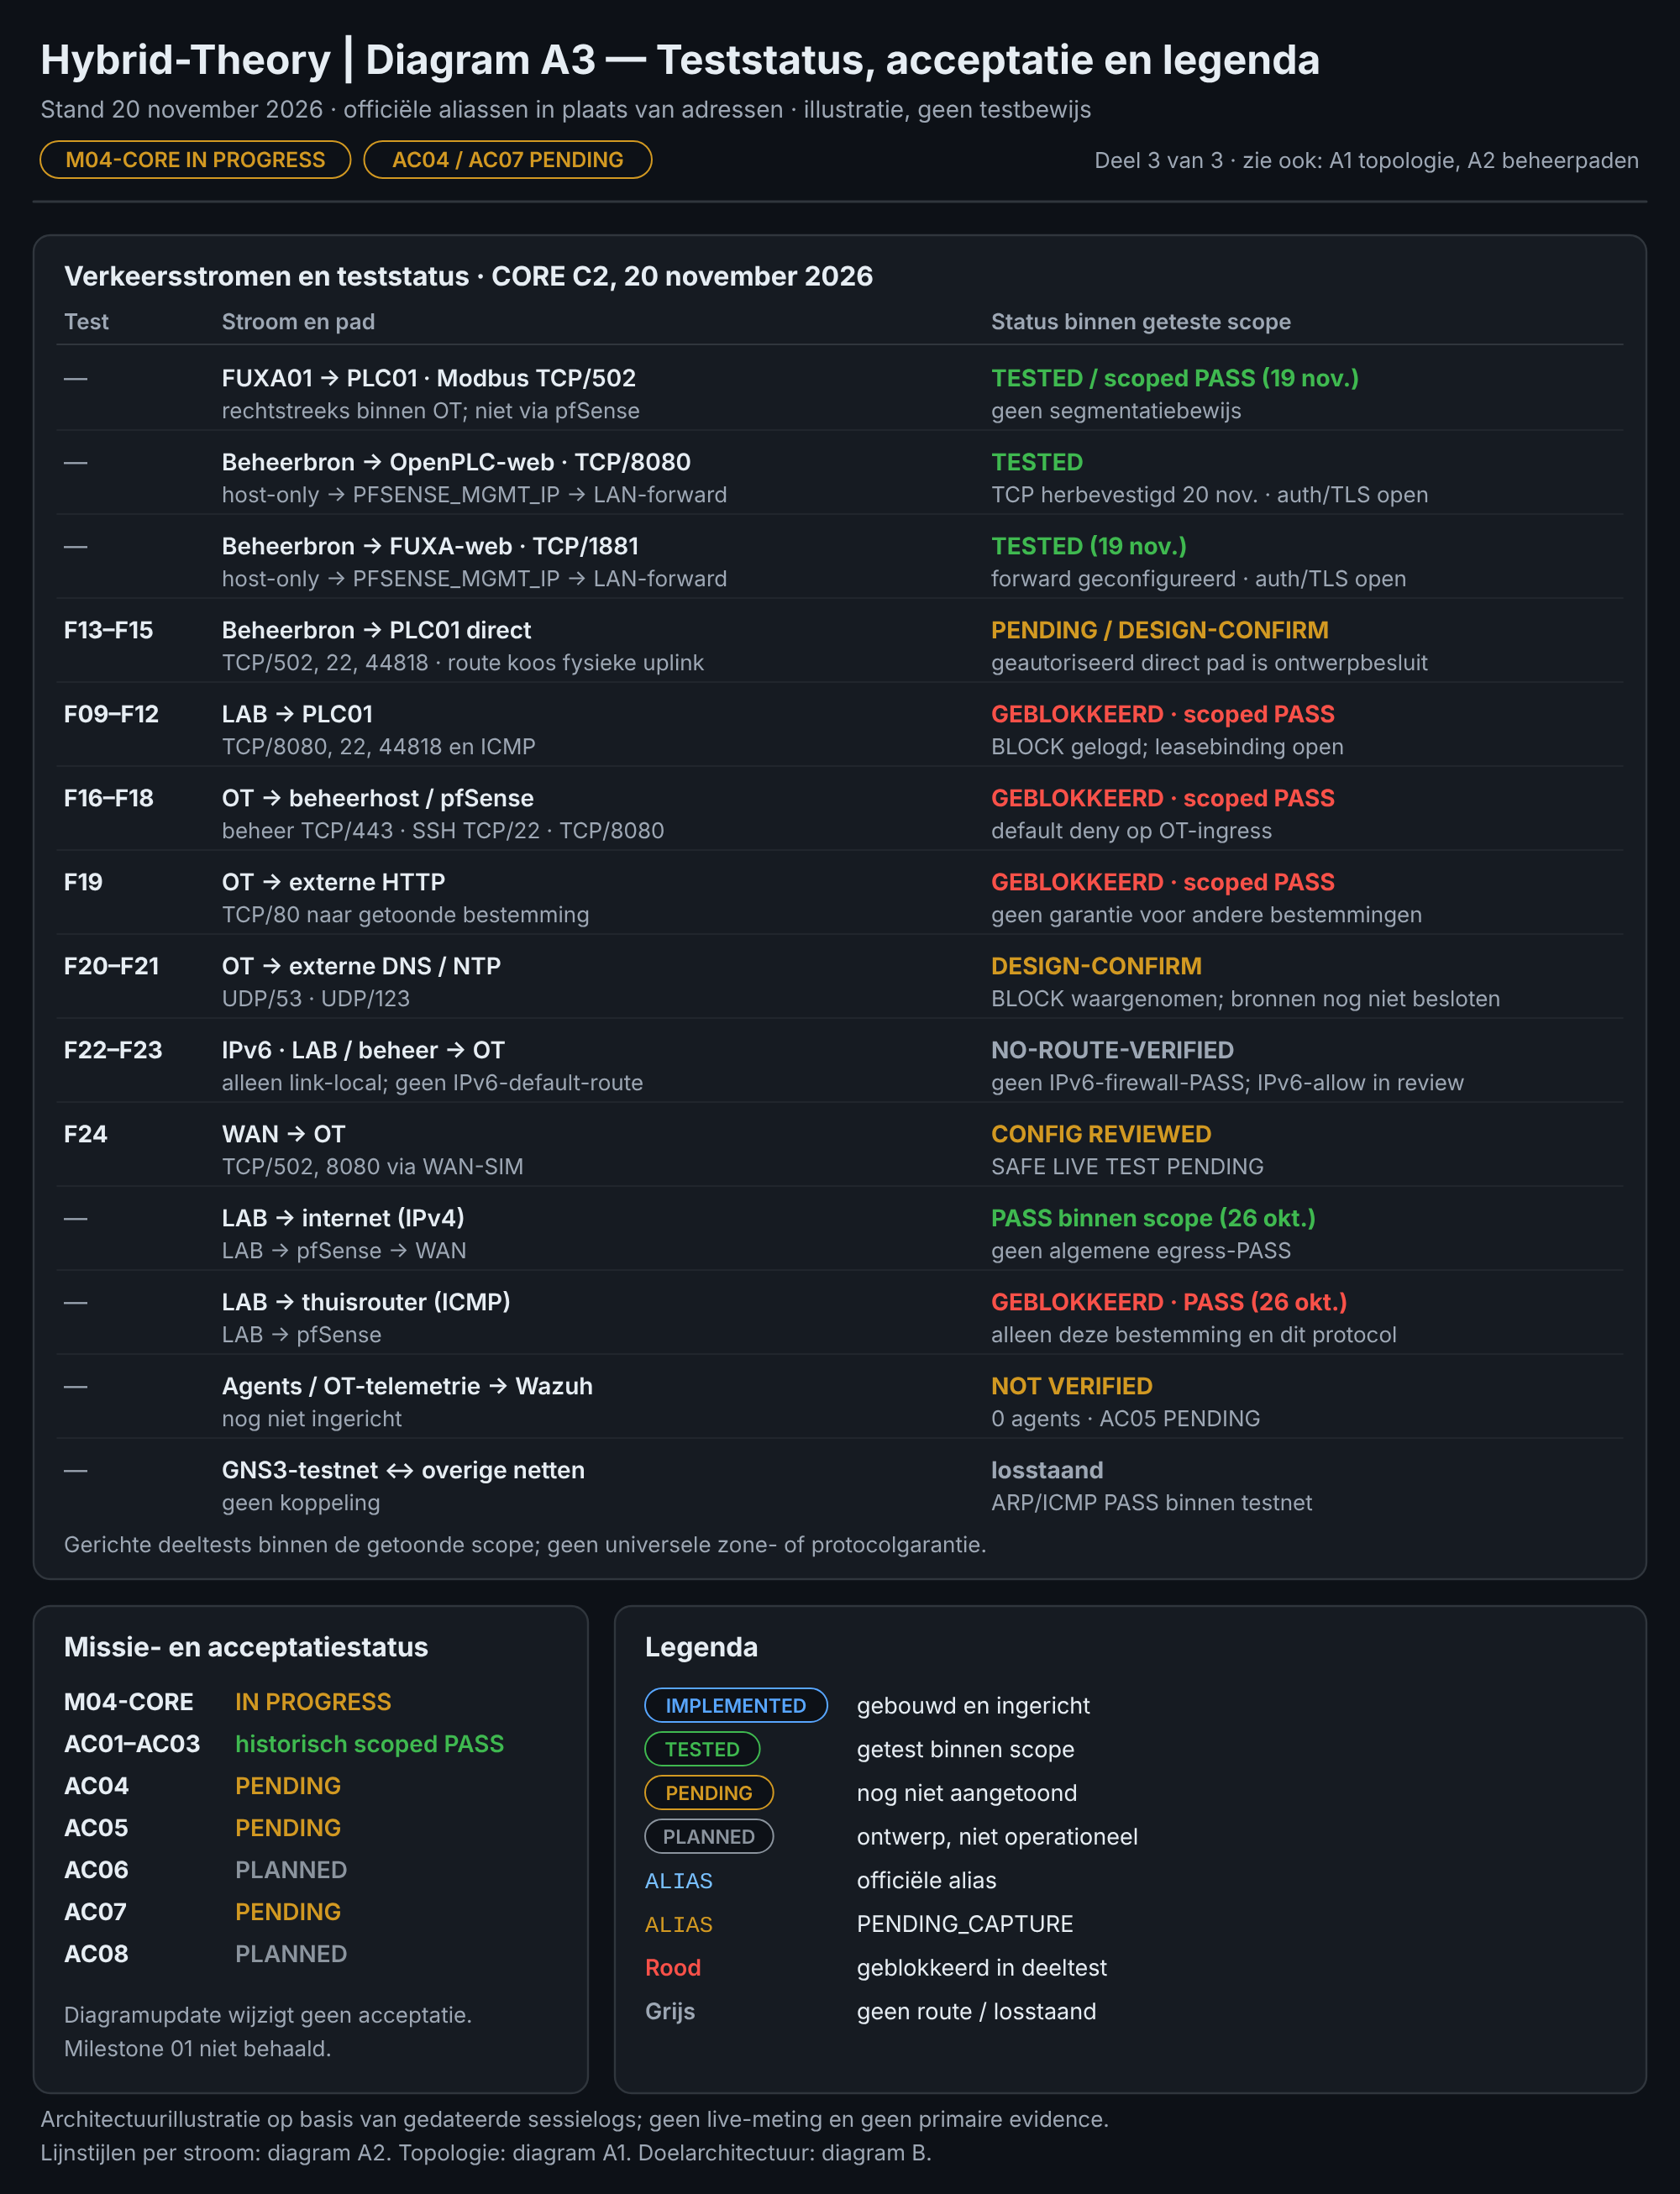 Hybrid-Theory | Diagram A3 — Teststatus, acceptatie en legenda
Stand 20 november 2026 · officiële aliassen in plaats van adressen · illustratie, geen testbewijs
M04-CORE IN PROGRESS
AC04 / AC07 PENDING
Deel 3 van 3 · zie ook: A1 topologie, A2 beheerpaden
Verkeersstromen en teststatus · CORE C2, 20 november 2026
Test Stroom en pad Status binnen geteste scope
— FUXA01 → PLC01 · Modbus TCP/502 TESTED / scoped PASS (19 nov.)
rechtstreeks binnen OT; niet via pfSense geen segmentatiebewijs
— Beheerbron → OpenPLC-web · TCP/8080 TESTED
host-only → PFSENSE_MGMT_IP → LAN-forward TCP herbevestigd 20 nov. · auth/TLS open
— Beheerbron → FUXA-web · TCP/1881 TESTED (19 nov.)
host-only → PFSENSE_MGMT_IP → LAN-forward forward geconfigureerd · auth/TLS open
F13–F15 Beheerbron → PLC01 direct PENDING / DESIGN-CONFIRM
TCP/502, 22, 44818 · route koos fysieke uplink geautoriseerd direct pad is ontwerpbesluit
F09–F12 LAB → PLC01 GEBLOKKEERD · scoped PASS
TCP/8080, 22, 44818 en ICMP BLOCK gelogd; leasebinding open
F16–F18 OT → beheerhost / pfSense GEBLOKKEERD · scoped PASS
beheer TCP/443 · SSH TCP/22 · TCP/8080 default deny op OT-ingress
F19 OT → externe HTTP GEBLOKKEERD · scoped PASS
TCP/80 naar getoonde bestemming geen garantie voor andere bestemmingen
F20–F21 OT → externe DNS / NTP DESIGN-CONFIRM
UDP/53 · UDP/123 BLOCK waargenomen; bronnen nog niet besloten
F22–F23 IPv6 · LAB / beheer → OT NO-ROUTE-VERIFIED
alleen link-local; geen IPv6-default-route geen IPv6-firewall-PASS; IPv6-allow in review
F24 WAN → OT CONFIG REVIEWED
TCP/502, 8080 via WAN-SIM SAFE LIVE TEST PENDING
— LAB → internet (IPv4) PASS binnen scope (26 okt.)
LAB → pfSense → WAN geen algemene egress-PASS
— LAB → thuisrouter (ICMP) GEBLOKKEERD · PASS (26 okt.)
LAB → pfSense alleen deze bestemming en dit protocol
— Agents / OT-telemetrie → Wazuh NOT VERIFIED
nog niet ingericht 0 agents · AC05 PENDING
— GNS3-testnet ↔ overige netten losstaand
geen koppeling ARP/ICMP PASS binnen testnet
Gerichte deeltests binnen de getoonde scope; geen universele zone- of protocolgarantie.
Missie- en acceptatiestatus
M04-CORE IN PROGRESS
AC01–AC03 historisch scoped PASS
AC04 PENDING
AC05 PENDING
AC06 PLANNED
AC07 PENDING
AC08 PLANNED
Diagramupdate wijzigt geen acceptatie.
Milestone 01 niet behaald.
Legenda
IMPLEMENTED gebouwd en ingericht
TESTED getest binnen scope
PENDING nog niet aangetoond
PLANNED ontwerp, niet operationeel
ALIAS officiële alias
ALIAS PENDING_CAPTURE
Rood geblokkeerd in deeltest
Grijs geen route / losstaand
Architectuurillustratie op basis van gedateerde sessielogs; geen live-meting en geen primaire evidence.
Lijnstijlen per stroom: diagram A2. Topologie: diagram A1. Doelarchitectuur: diagram B.